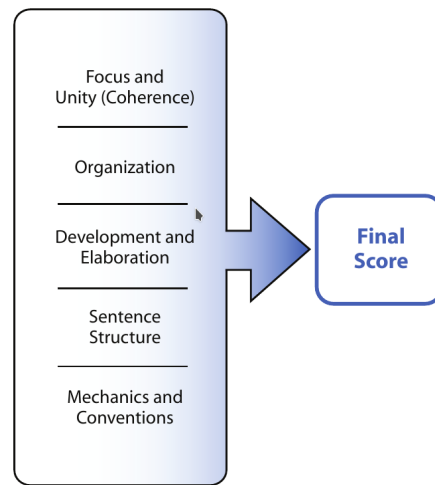 Focus and
Unity (Coherence)
Organization
Development and
Elaboration
Sentence
Structure
Mechanics and
Conventions
Final
Score